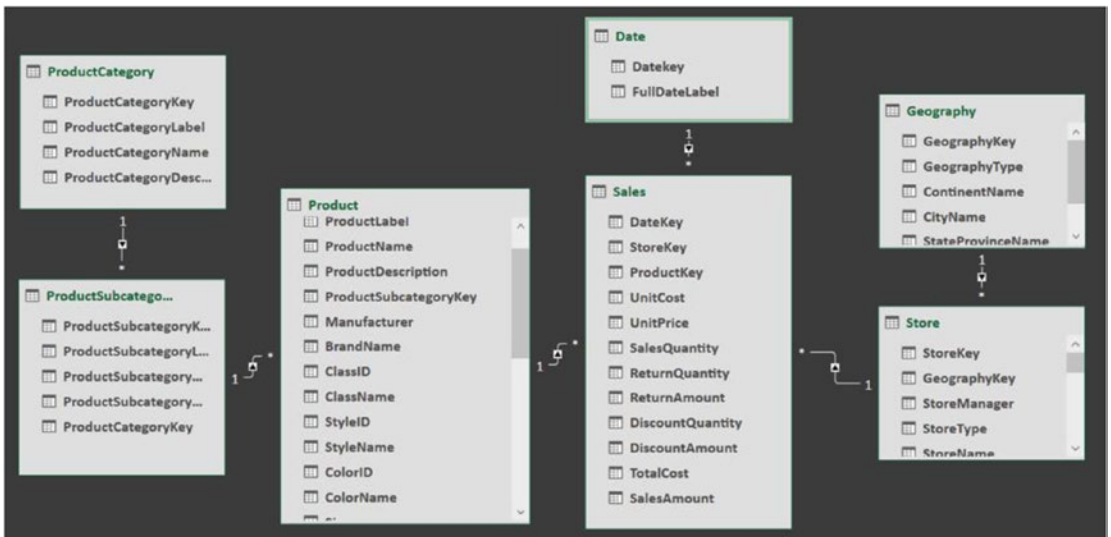 ProductCategory
ProductCategoryKey
ProductCategoryLabel
ProductCategoryName
ProductCategoryDesc...
1
*
ProductSubcatego...
ProductSubcategoryK...
ProductSubcategoryL...
ProductSubcategory...
ProductSubcategory...
ProductCategoryKey
1
*
Product
ProductLabel
ProductName
ProductDescription
ProductSubcategoryKey
Manufacturer
BrandName
ClassID
ClassName
StyleID
StyleName
ColorID
ColorName
1
*
Date
Datekey
FullDateLabel
1
*
Sales
DateKey
StoreKey
ProductKey
UnitCost
UnitPrice
SalesQuantity
ReturnQuantity
ReturnAmount
DiscountQuantity
DiscountAmount
TotalCost
SalesAmount
*
1
Geography
GeographyKey
GeographyType
ContinentName
CityName
StateProvinceName
1
*
Store
StoreKey
GeographyKey
StoreManager
StoreType
StoreName